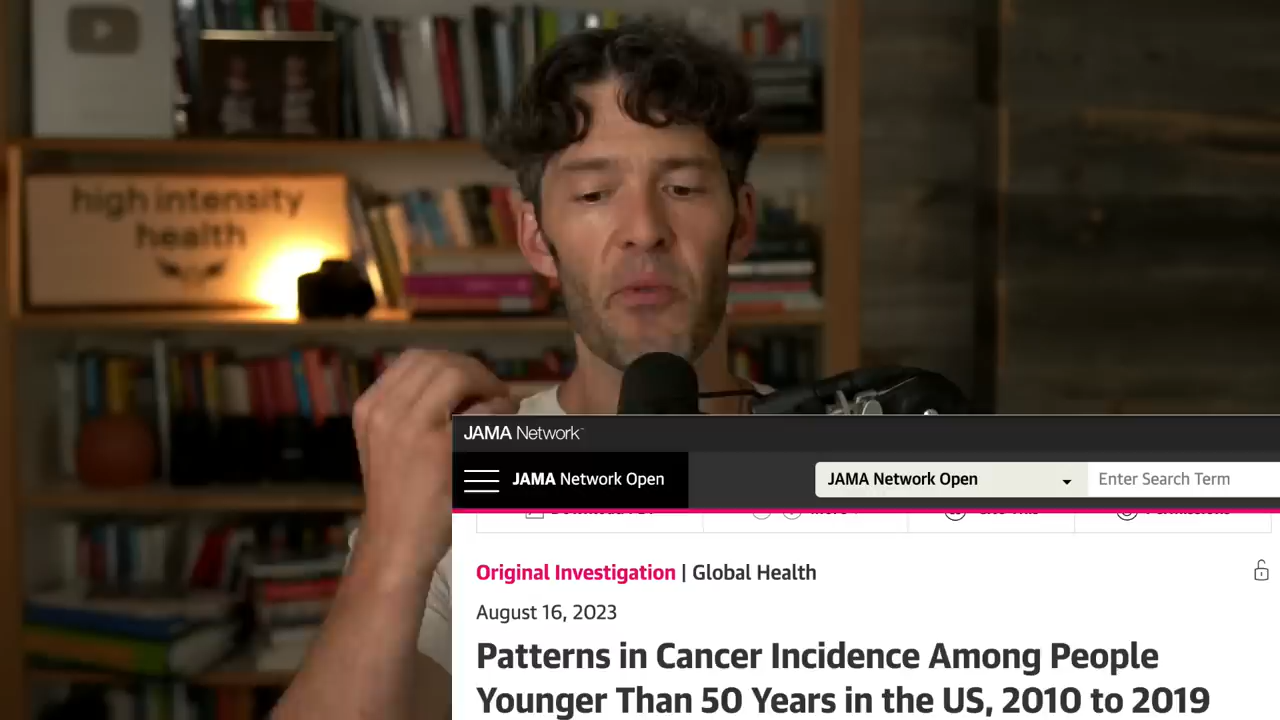 high intensity
health
JAMA Network
JAMA Network Open
JAMA Network Open
Enter Search Term
Original Investigation | Global Health
August 16, 2023
Patterns in Cancer Incidence Among People
Younger Than 50 Years in the US, 2010 to 2019